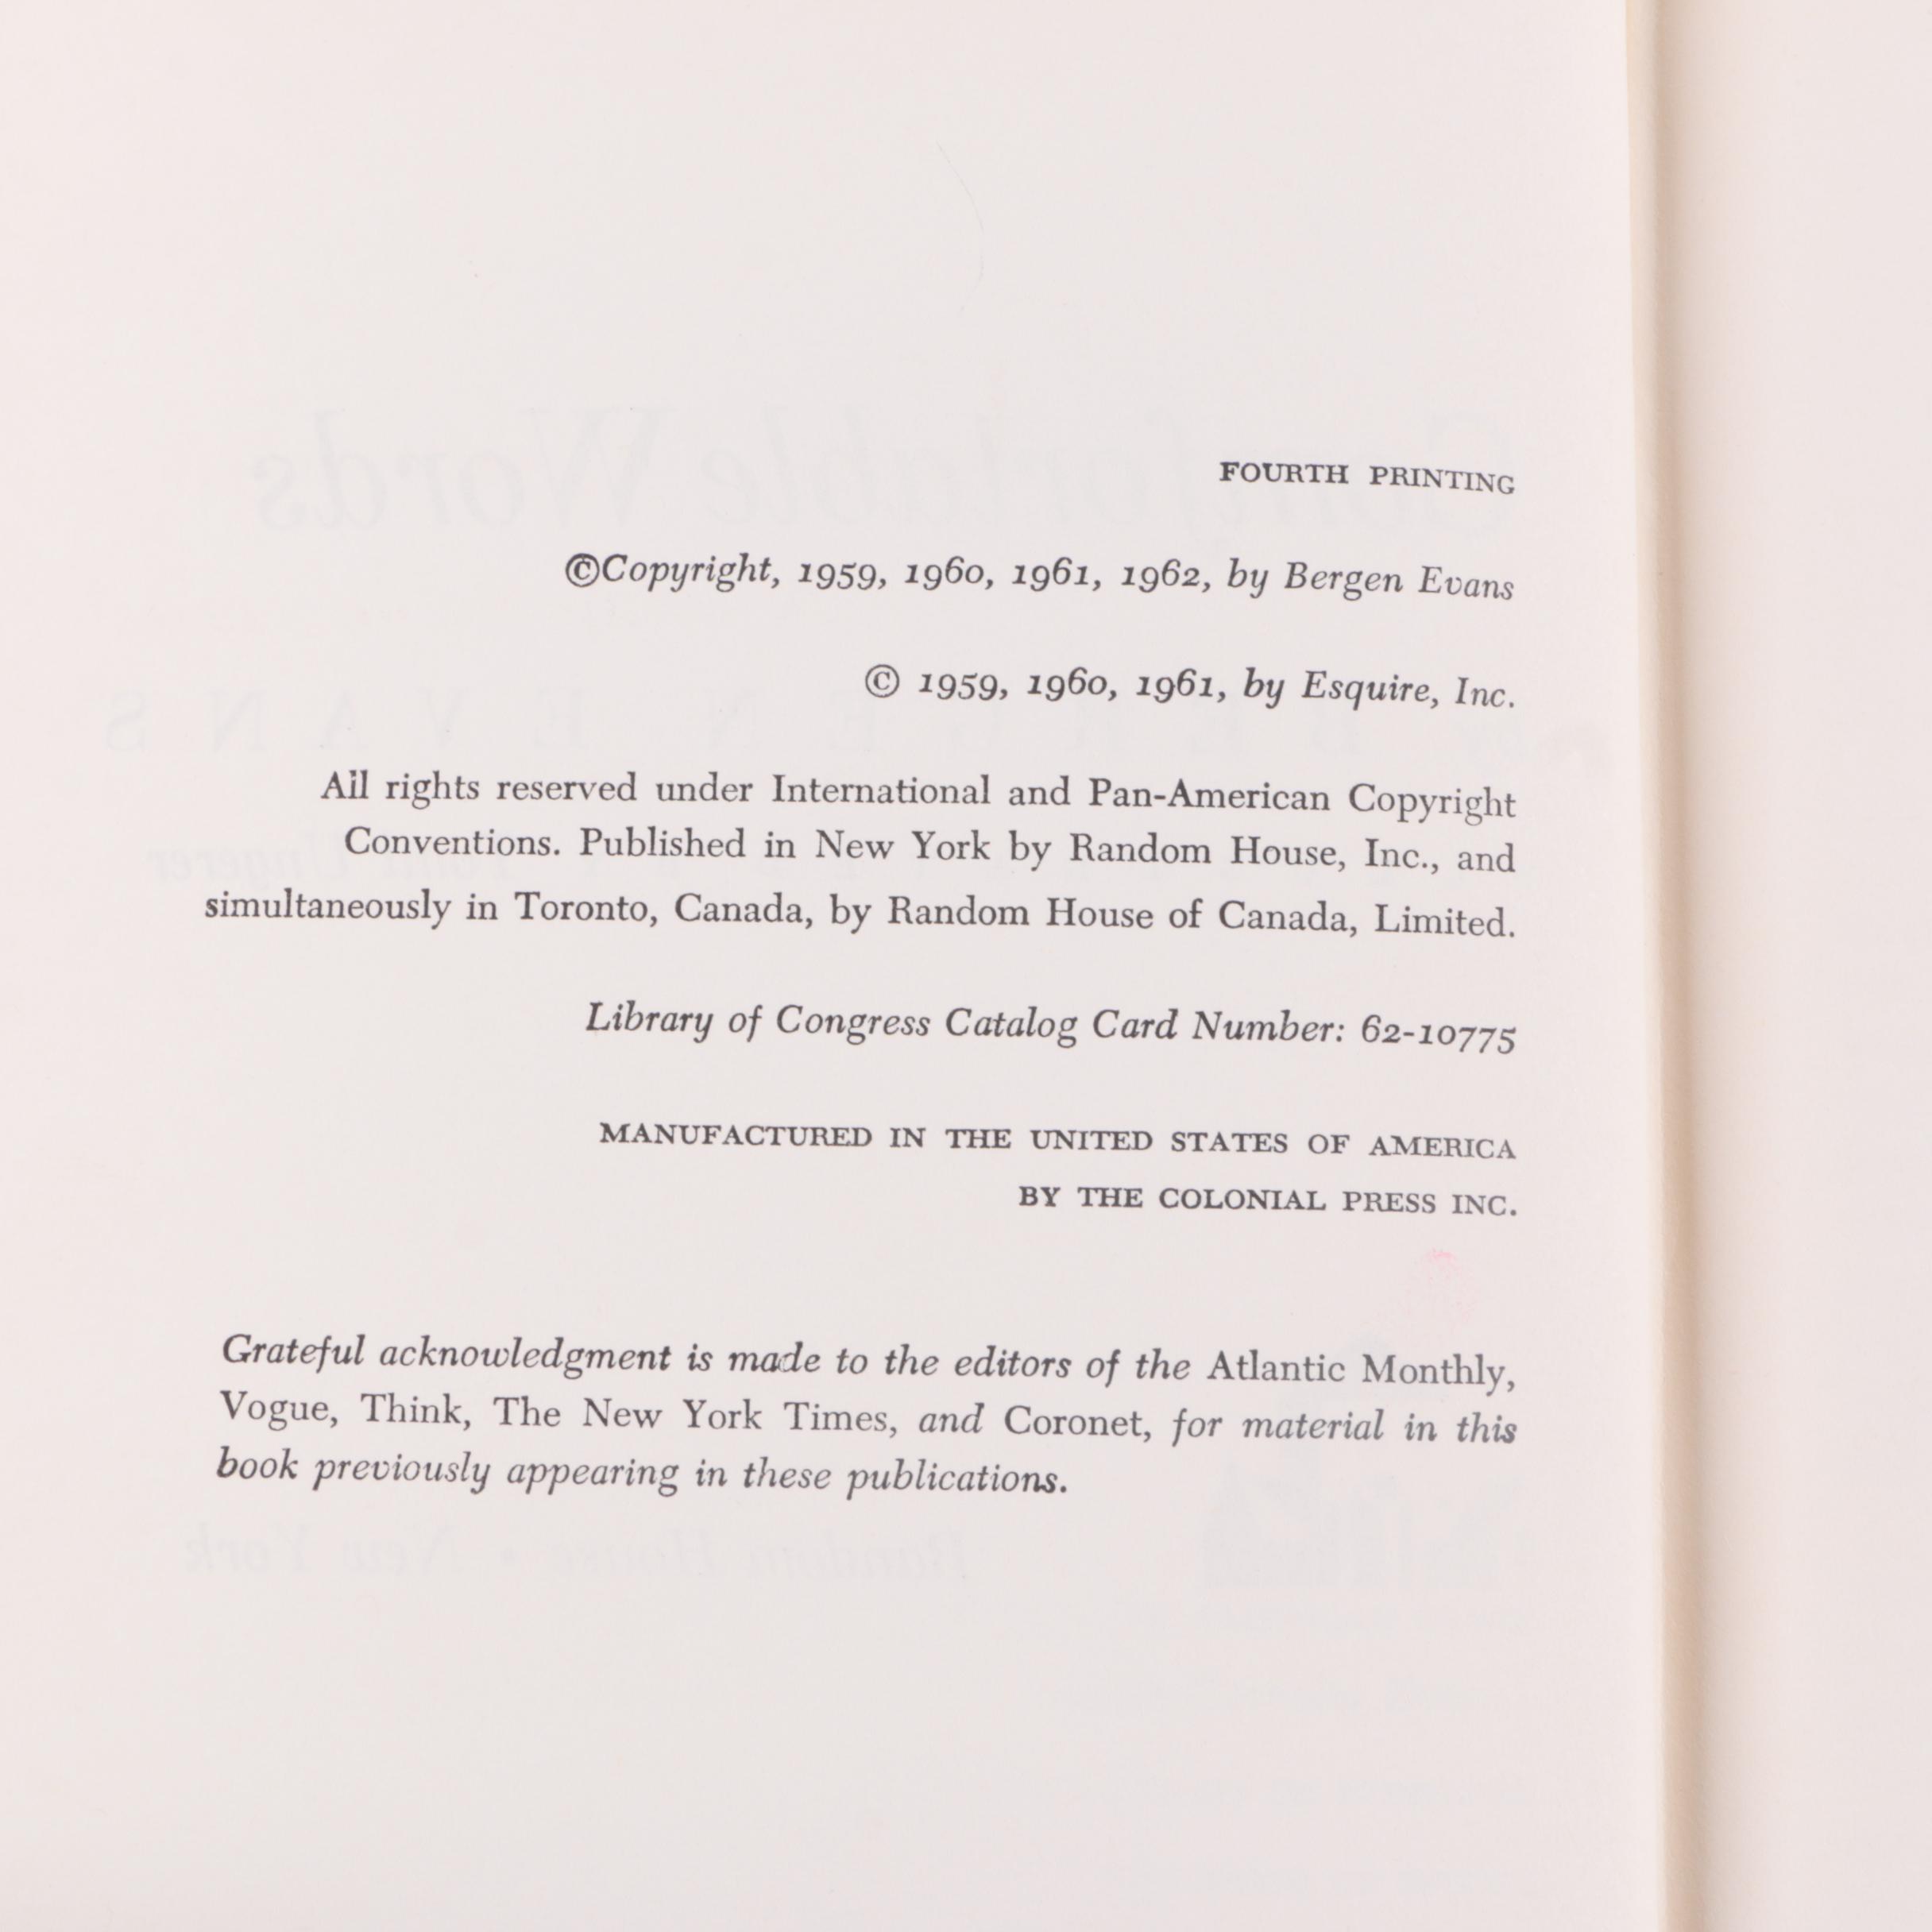 FOURTH PRINTING
©Copyright, 1959, 1960, 1961, 1962, by Bergen Evans
© 1959, 1960, 1961, by Esquire, Inc.
All rights reserved under International and Pan-American Copyright
Conventions. Published in New York by Random House, Inc., and
simultaneously in Toronto, Canada, by Random House of Canada, Limited.
Library of Congress Catalog Card Number: 62-10775
MANUFACTURED IN THE UNITED STATES OF AMERICA
BY THE COLONIAL PRESS INC.
Grateful acknowledgment is made to the editors of the Atlantic Monthly,
Vogue, Think, The New York Times, and Coronet, for material in this
book previously appearing in these publications.